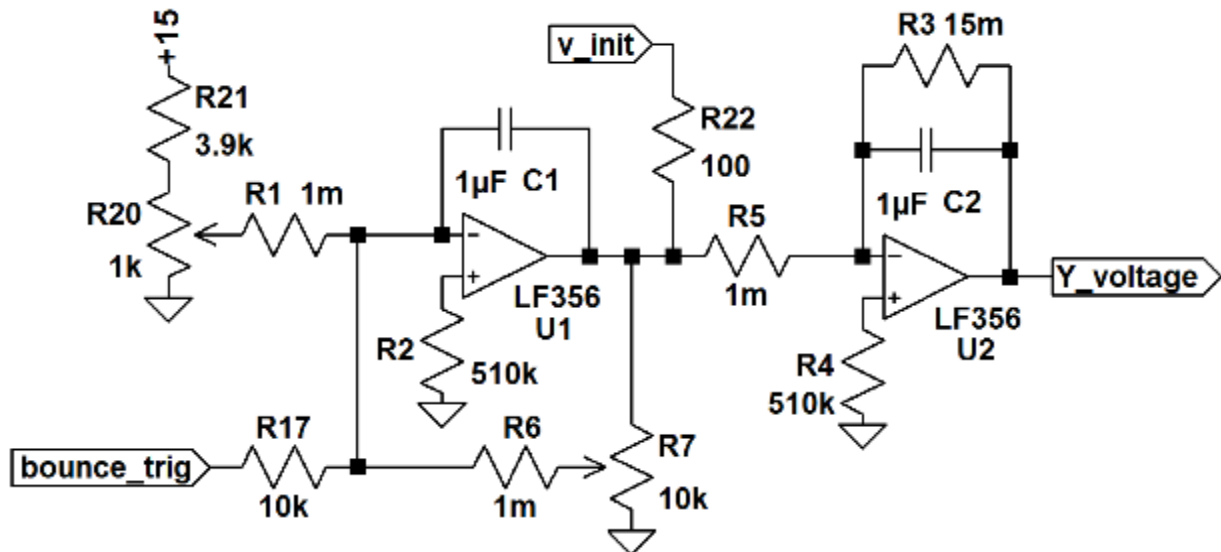 +15
R21
3.9k
R20
1k
R1 1m
1µF C1
−
+
LF356
U1
R2
510k
v_init
R22
100
R5
1m
R3 15m
1µF C2
−
+
LF356
U2
R4
510k
Y_voltage
bounce_trig
R17
10k
R6
1m
R7
10k